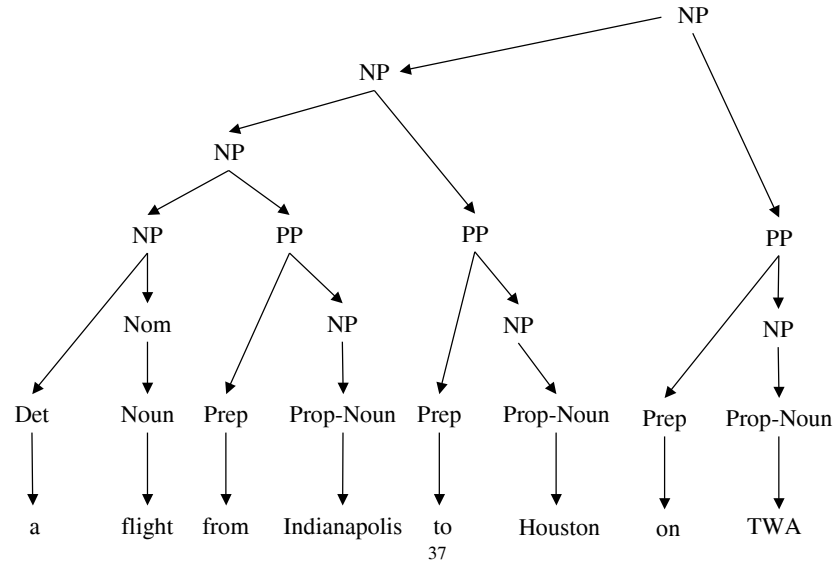 NP
NP
NP
NP PP PP PP
Nom NP NP NP
Det Noun Prep Prop-Noun Prep Prop-Noun Prep Prop-Noun
a flight from Indianapolis to Houston on TWA
37